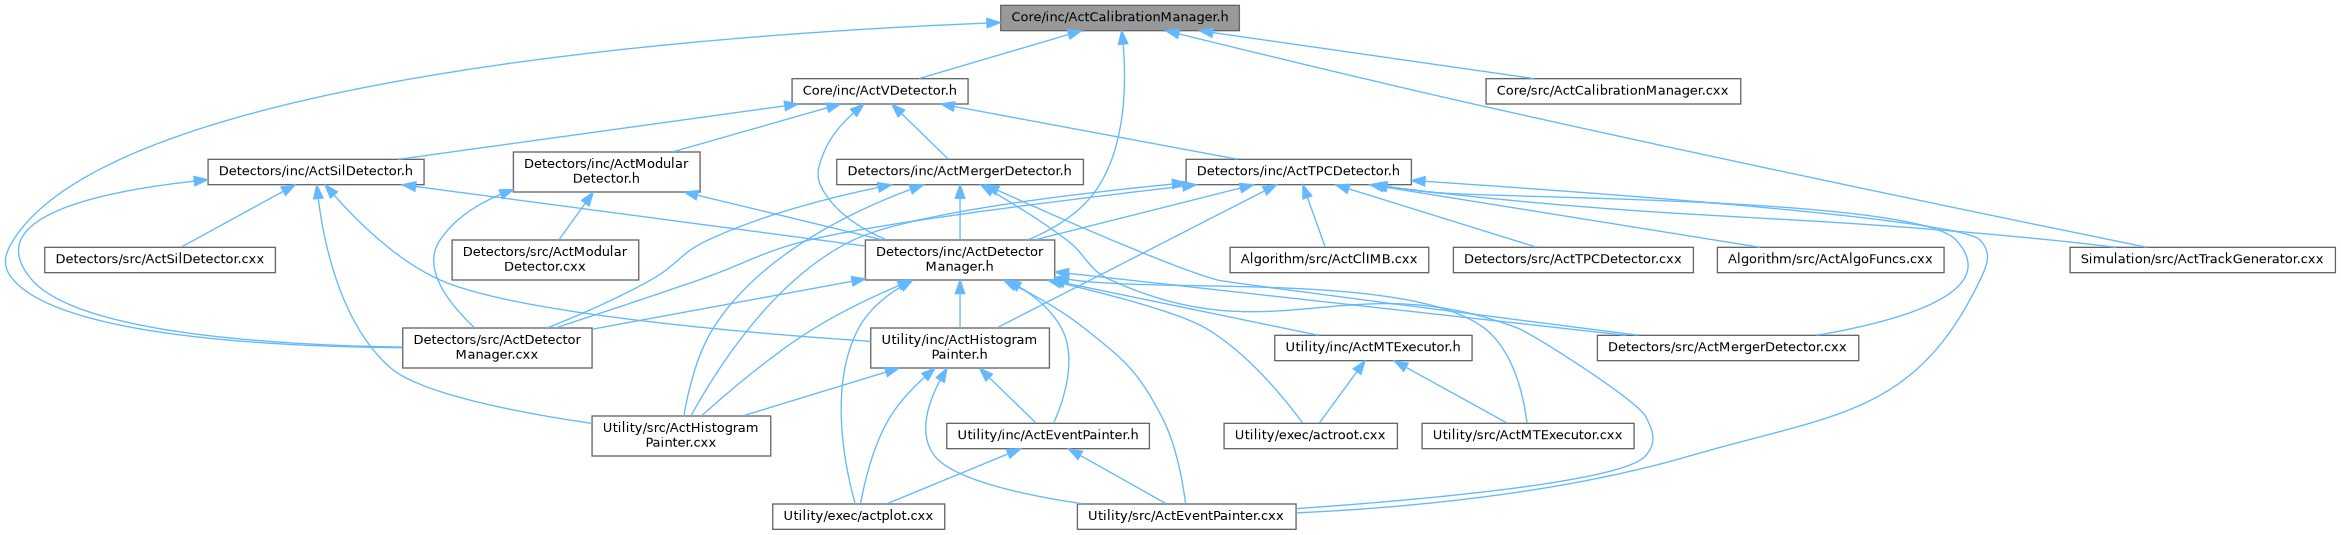 Core/inc/ActCalibrationManager.h
Core/inc/ActVDetector.h
Core/src/ActCalibrationManager.cxx
Detectors/inc/ActSilDetector.h
Detectors/inc/ActModular
Detector.h
Detectors/inc/ActMergerDetector.h
Detectors/inc/ActTPCDetector.h
Detectors/src/ActSilDetector.cxx
Detectors/src/ActModular
Detector.cxx
Detectors/inc/ActDetector
Manager.h
Algorithm/src/ActClIMB.cxx
Detectors/src/ActTPCDetector.cxx
Algorithm/src/ActAlgoFuncs.cxx
Simulation/src/ActTrackGenerator.cxx
Detectors/src/ActDetector
Manager.cxx
Utility/inc/ActHistogram
Painter.h
Utility/inc/ActMTExecutor.h
Detectors/src/ActMergerDetector.cxx
Utility/src/ActHistogram
Painter.cxx
Utility/inc/ActEventPainter.h
Utility/exec/actroot.cxx
Utility/src/ActMTExecutor.cxx
Utility/exec/actplot.cxx
Utility/src/ActEventPainter.cxx